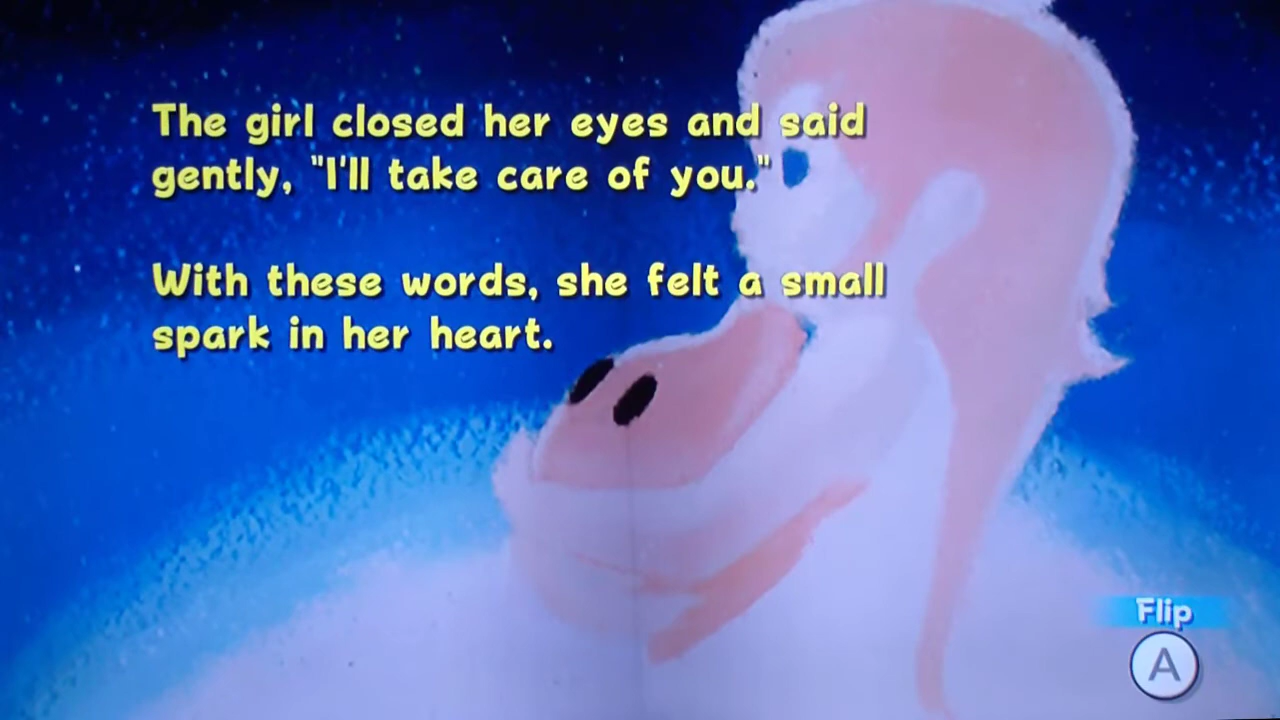 The girl closed her eyes and said
gently, "I'll take care of you."
With these words, she felt a small
spark in her heart.
Flip
A